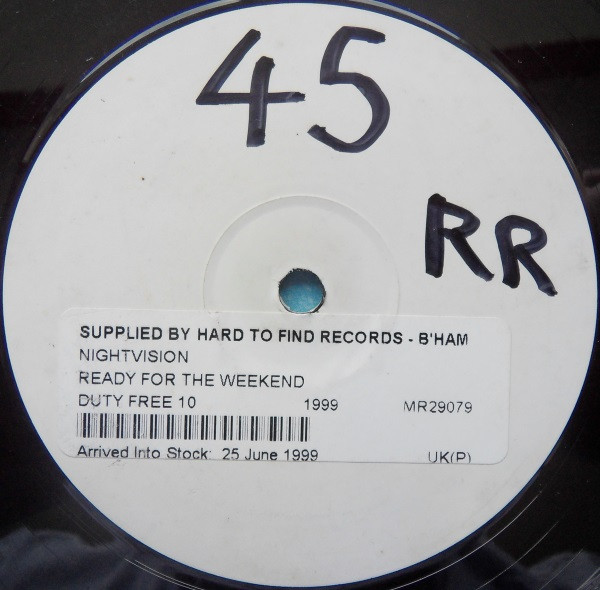 45
RR
SUPPLIED BY HARD TO FIND RECORDS - B'HAM
NIGHTVISION
READY FOR THE WEEKEND
DUTY FREE 10 1999 MR29079
Arrived Into Stock: 25 June 1999 UK(P)